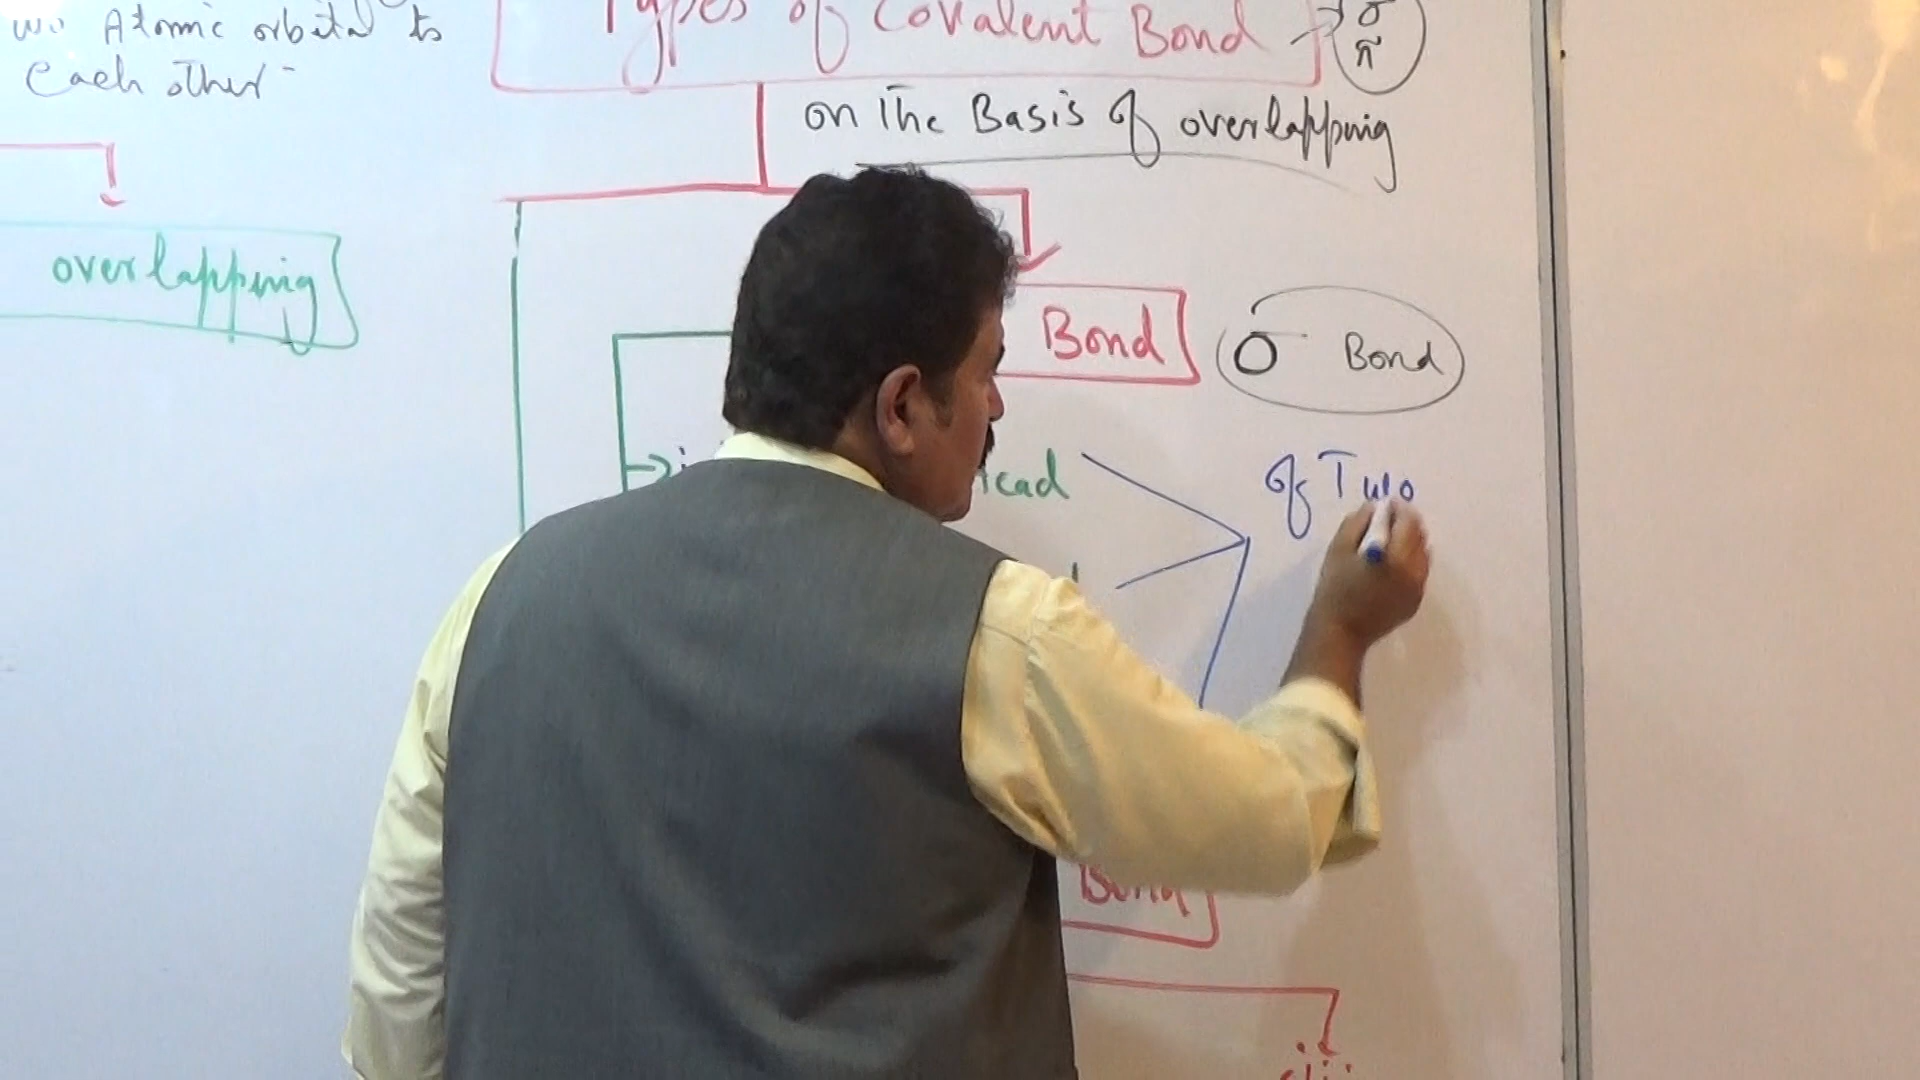 Atomic orbital to
Each other
Types of Covalent Bond → σ
π
on The Basis of overlapping
overlapping
Bond
σ Bond
of Two
Bond